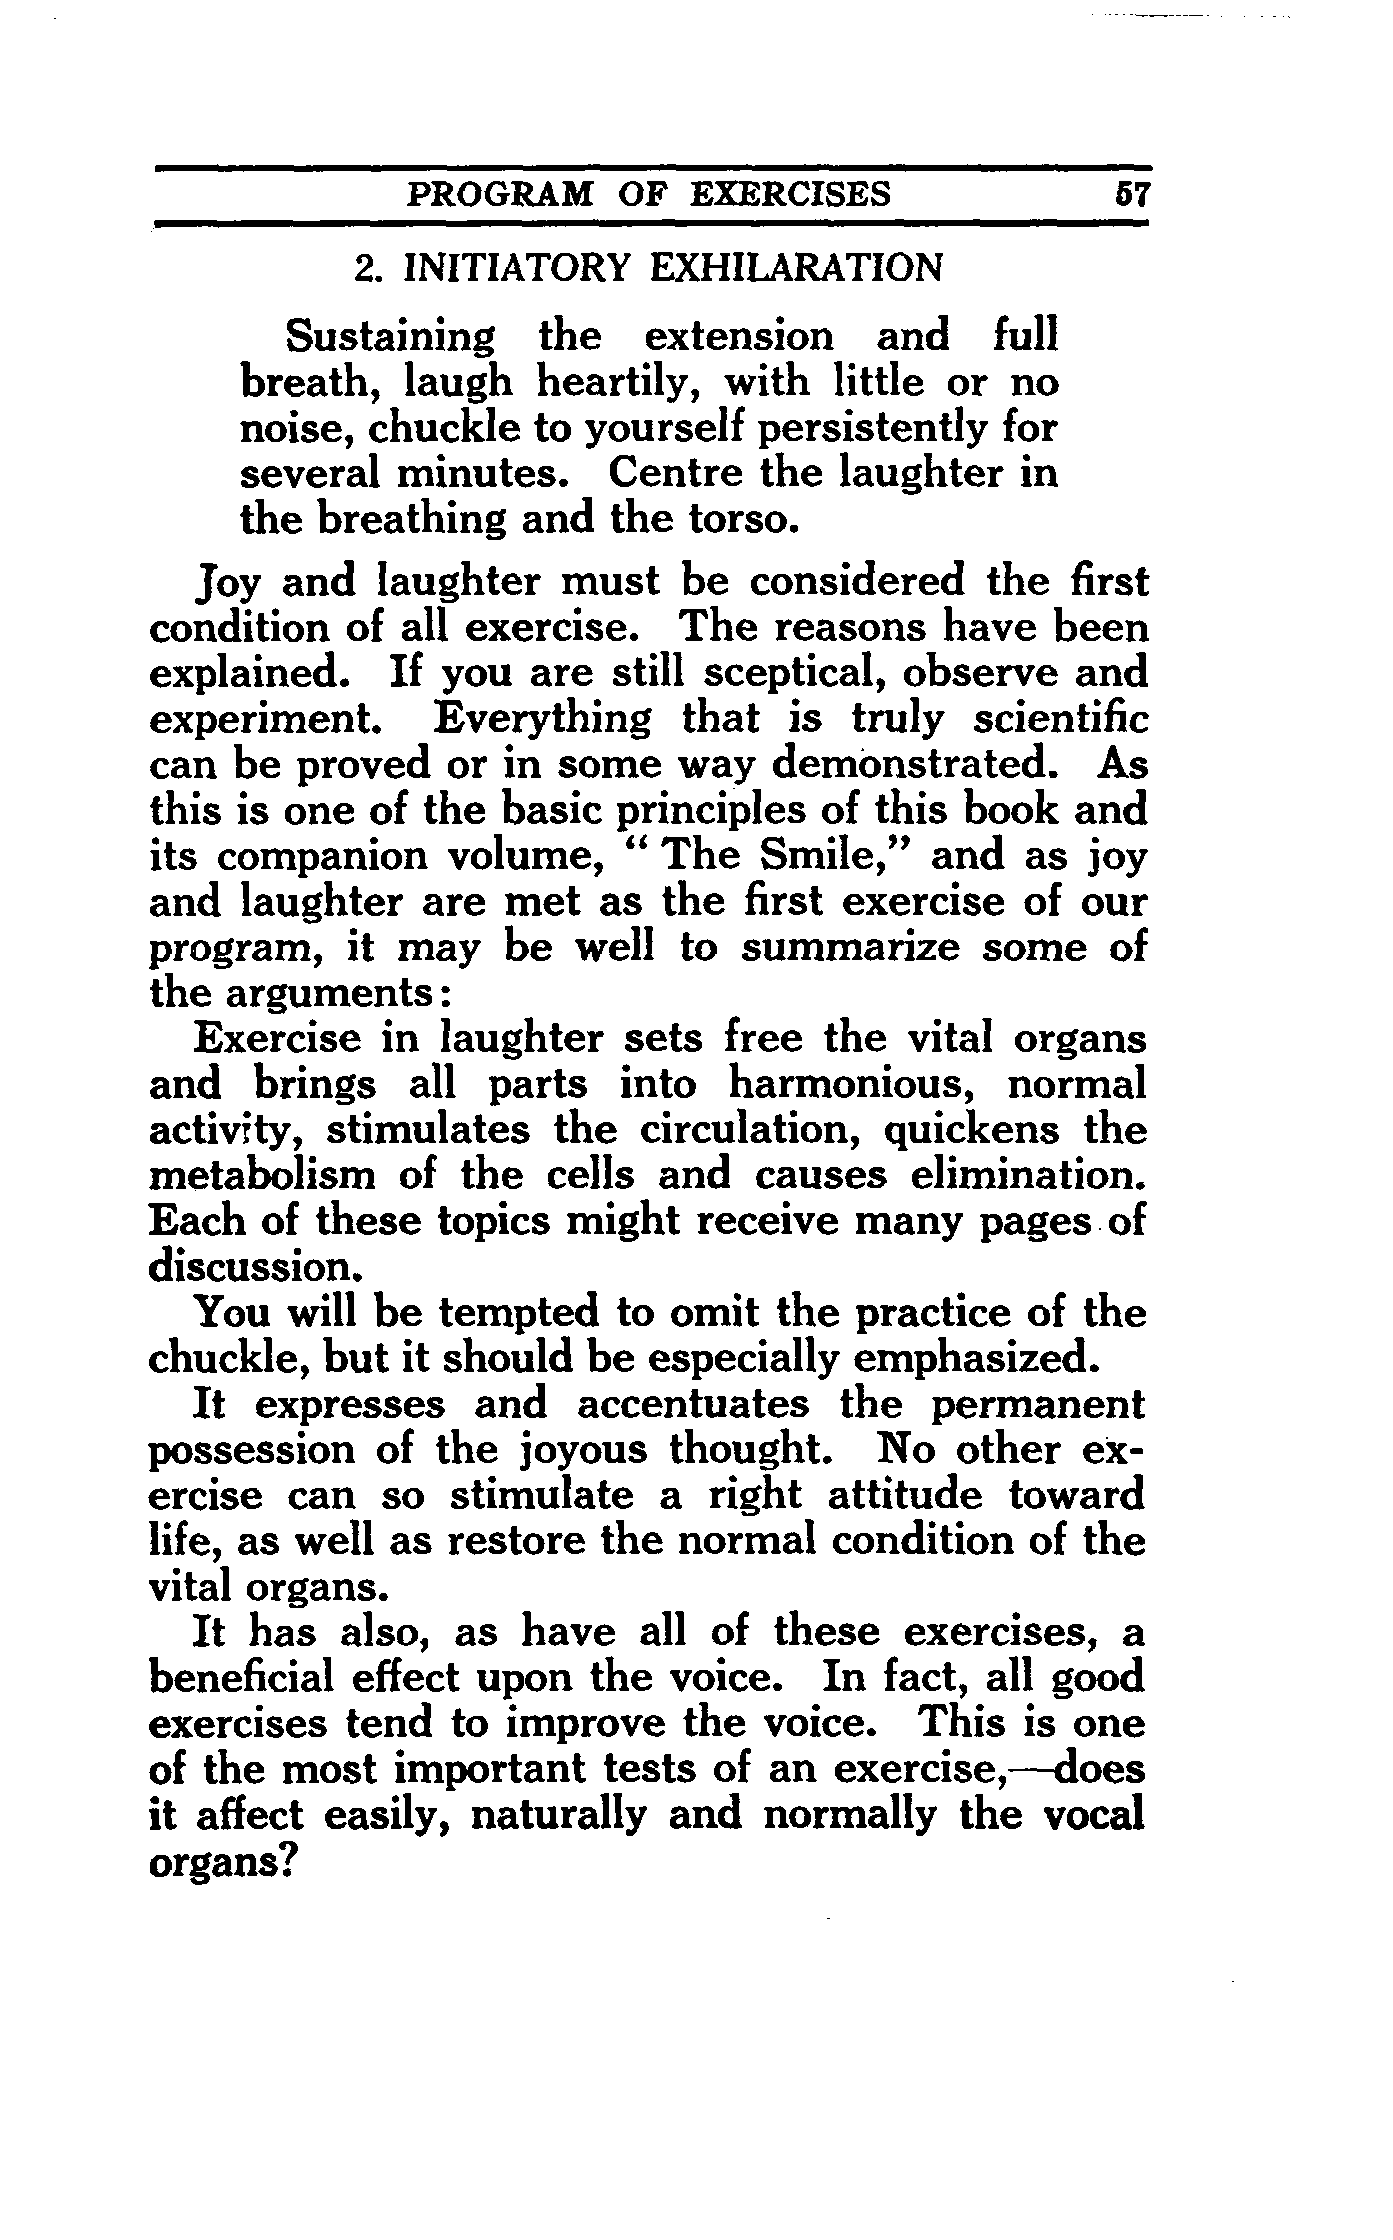 PROGRAM OF EXERCISES 57
2. INITIATORY EXHILARATION
Sustaining the extension and full
breath, laugh heartily, with little or no
noise, chuckle to yourself persistently for
several minutes. Centre the laughter in
the breathing and the torso.
Joy and laughter must be considered the first
condition of all exercise. The reasons have been
explained. If you are still sceptical, observe and
experiment. Everything that is truly scientific
can be proved or in some way demonstrated. As
this is one of the basic principles of this book and
its companion volume, “ The Smile,” and as joy
and laughter are met as the first exercise of our
program, it may be well to summarize some of
the arguments:
Exercise in laughter sets free the vital organs
and brings all parts into harmonious, normal
activity, stimulates the circulation, quickens the
metabolism of the cells and causes elimination.
Each of these topics might receive many pages of
discussion.
You will be tempted to omit the practice of the
chuckle, but it should be especially emphasized.
It expresses and accentuates the permanent
possession of the joyous thought. No other ex-
ercise can so stimulate a right attitude toward
life, as well as restore the normal condition of the
vital organs.
It has also, as have all of these exercises, a
beneficial effect upon the voice. In fact, all good
exercises tend to improve the voice. This is one
of the most important tests of an exercise,—does
it affect easily, naturally and normally the vocal
organs?